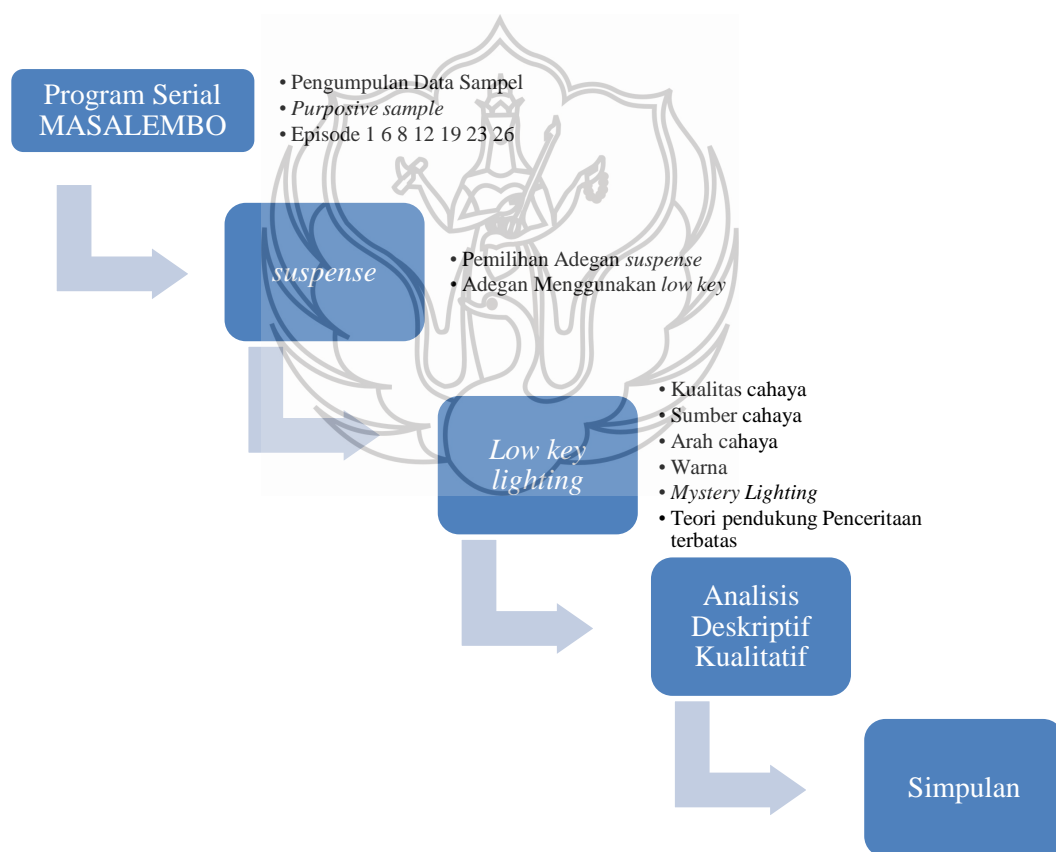 Program Serial
MASALEMBO
• Pengumpulan Data Sampel
• Purposive sample
• Episode 1 6 8 12 19 23 26
suspense
• Pemilihan Adegan suspense
• Adegan Menggunakan low key
Low key
lighting
• Kualitas cahaya
• Sumber cahaya
• Arah cahaya
• Warna
• Mystery Lighting
• Teori pendukung Penceritaan
terbatas
Analisis
Deskriptif
Kualitatif
Simpulan